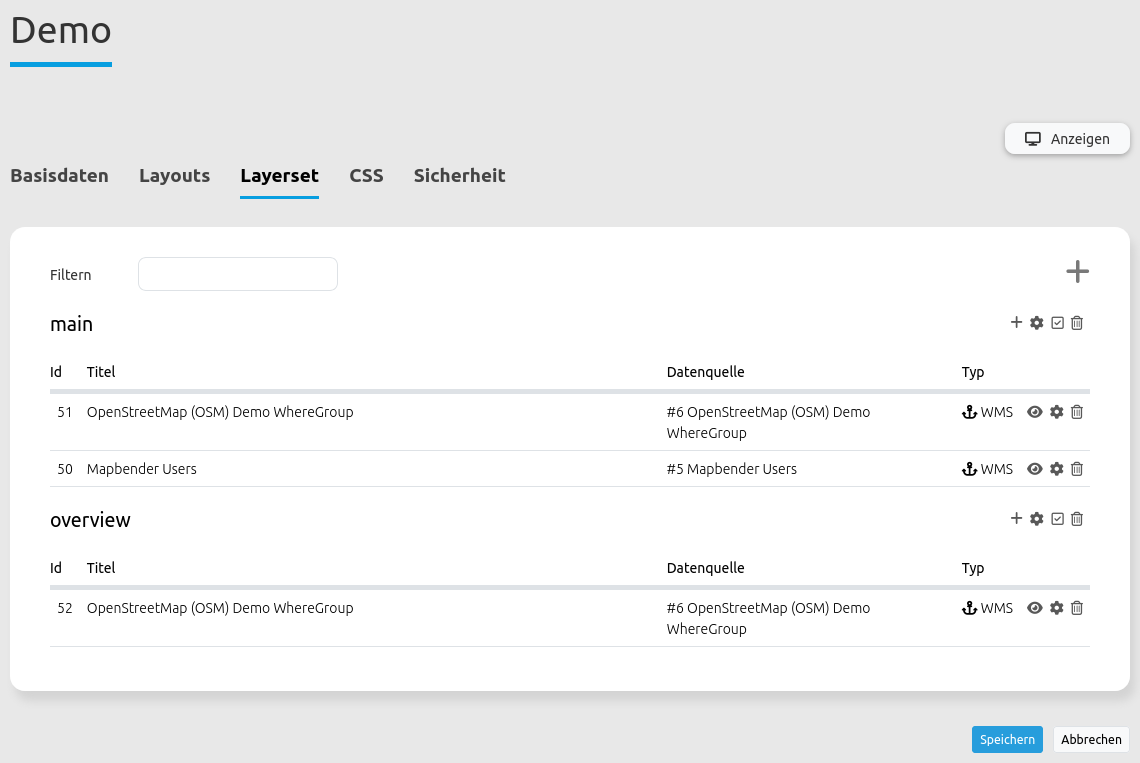 Demo
Anzeigen
Basisdaten Layouts Layerset CSS Sicherheit
Filtern
main
Id Titel Datenquelle Typ
51 OpenStreetMap (OSM) Demo WhereGroup #6 OpenStreetMap (OSM) Demo WMS
WhereGroup
50 Mapbender Users #5 Mapbender Users WMS
overview
Id Titel Datenquelle Typ
52 OpenStreetMap (OSM) Demo WhereGroup #6 OpenStreetMap (OSM) Demo WMS
WhereGroup
Speichern Abbrechen